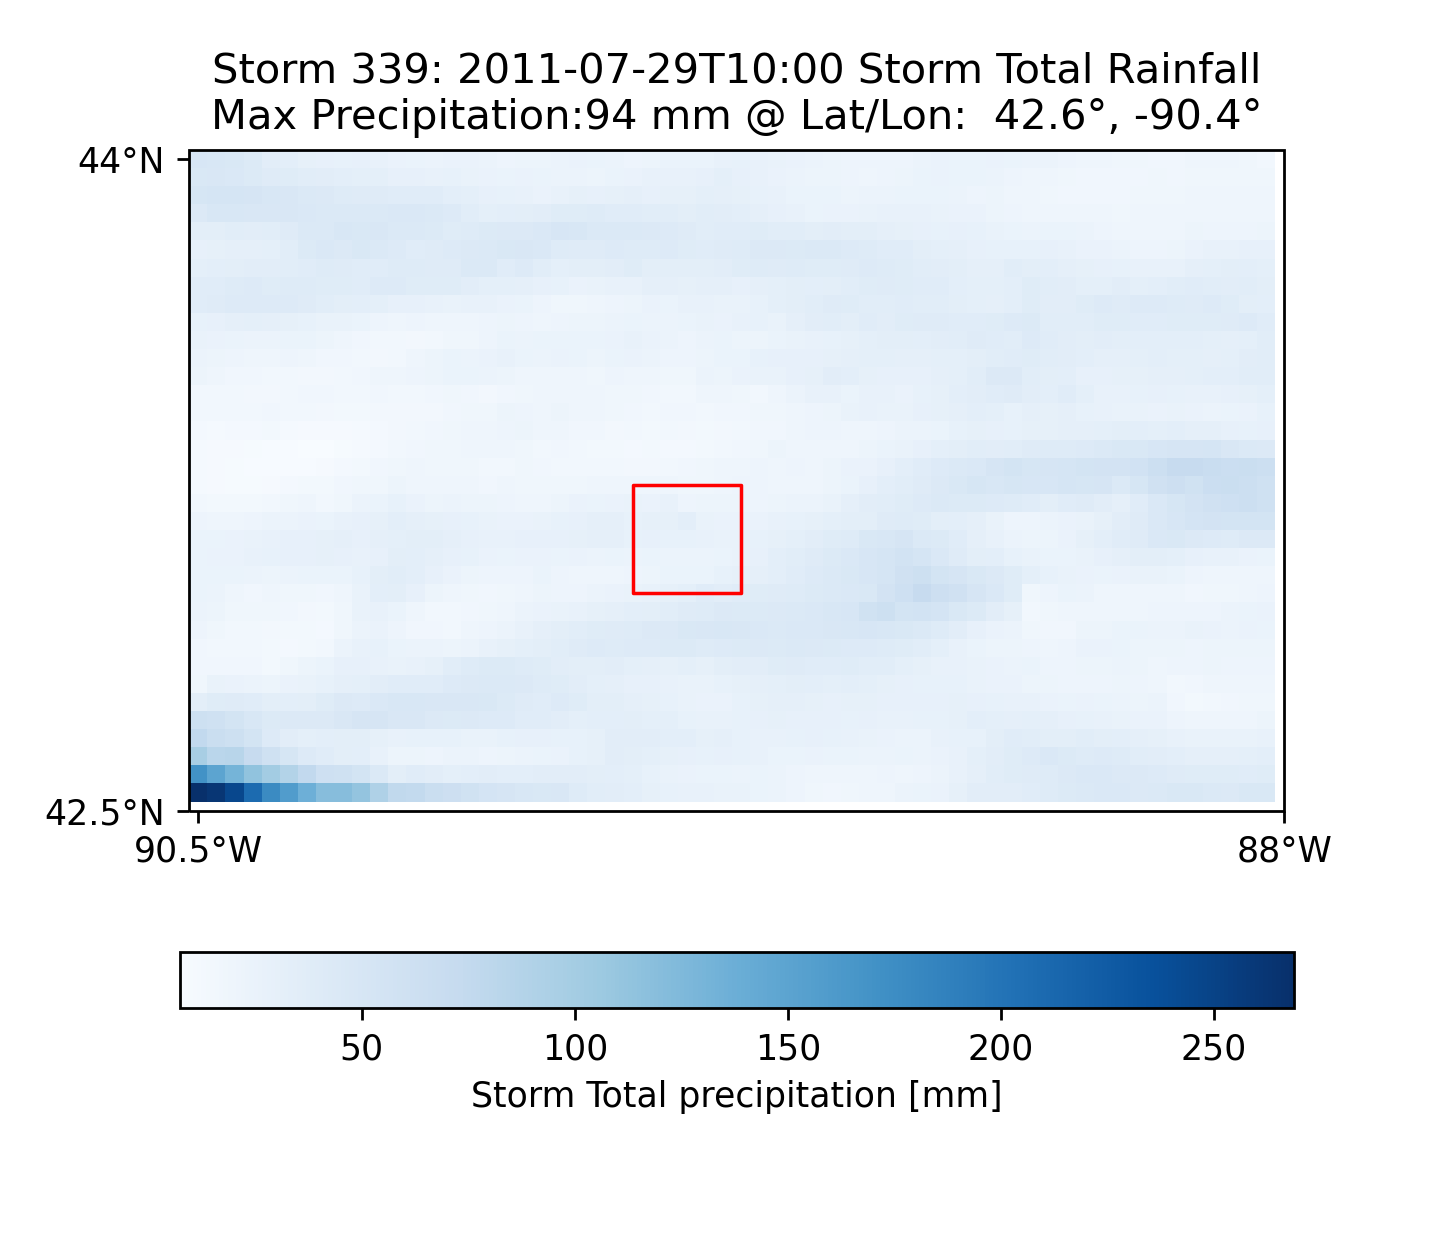 Storm 339: 2011-07-29T10:00 Storm Total Rainfall
Max Precipitation:94 mm @ Lat/Lon:  42.6°, -90.4°
44°N
42.5°N
90.5°W 88°W
50 100 150 200 250
Storm Total precipitation [mm]